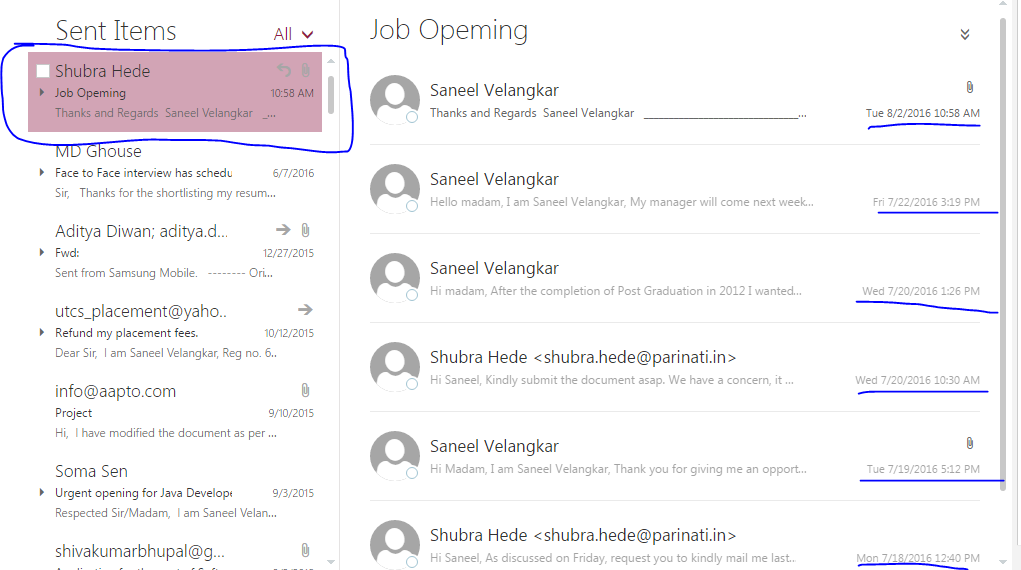 Sent Items
All
Shubra Hede
Job Opeming
10:58 AM
Thanks and Regards Saneel Velangkar _...
MD Ghouse
Face to Face interview has schedu
6/7/2016
Sir, Thanks for the shortlisting my resum...
Aditya Diwan; aditya.d...
Fwd:
12/27/2015
Sent from Samsung Mobile. -------- Ori...
utcs_placement@yaho..
Refund my placement fees.
10/12/2015
Dear Sir, I am Saneel Velangkar, Reg no. 6..
info@aapto.com
Project
9/10/2015
Hi, I have modified the document as per ...
Soma Sen
Urgent opening for Java Develope
9/3/2015
Respected Sir/Madam, I am Saneel Velan...
shivakumarbhupal@g...
Job Opeming
Saneel Velangkar
Thanks and Regards Saneel Velangkar ___________________________...
Tue 8/2/2016 10:58 AM
Saneel Velangkar
Hello madam, I am Saneel Velangkar, My manager will come next week...
Fri 7/22/2016 3:19 PM
Saneel Velangkar
Hi madam, After the completion of Post Graduation in 2012 I wanted...
Wed 7/20/2016 1:26 PM
Shubra Hede <shubra.hede@parinati.in>
Hi Saneel, Kindly submit the document asap. We have a concern, it ...
Wed 7/20/2016 10:30 AM
Saneel Velangkar
Hi Madam, I am Saneel Velangkar, Thank you for giving me an opport...
Tue 7/19/2016 5:12 PM
Shubra Hede <shubra.hede@parinati.in>
Hi Saneel, As discussed on Friday, request you to kindly mail me last..
Mon 7/18/2016 12:40 PM